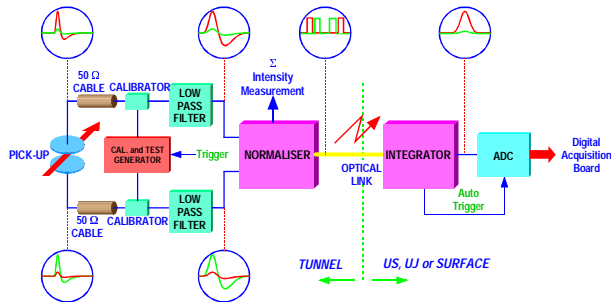 50 Ω
CABLE
CALIBRATOR
LOW
PASS
FILTER
Σ
Intensity
Measurement
PICK-UP
CAL. and TEST
GENERATOR
Trigger
NORMALISER
OPTICAL
LINK
INTEGRATOR
ADC
Digital
Acquisition
Board
Auto
Trigger
50 Ω
CABLE
CALIBRATOR
LOW
PASS
FILTER
TUNNEL
US, UJ or SURFACE